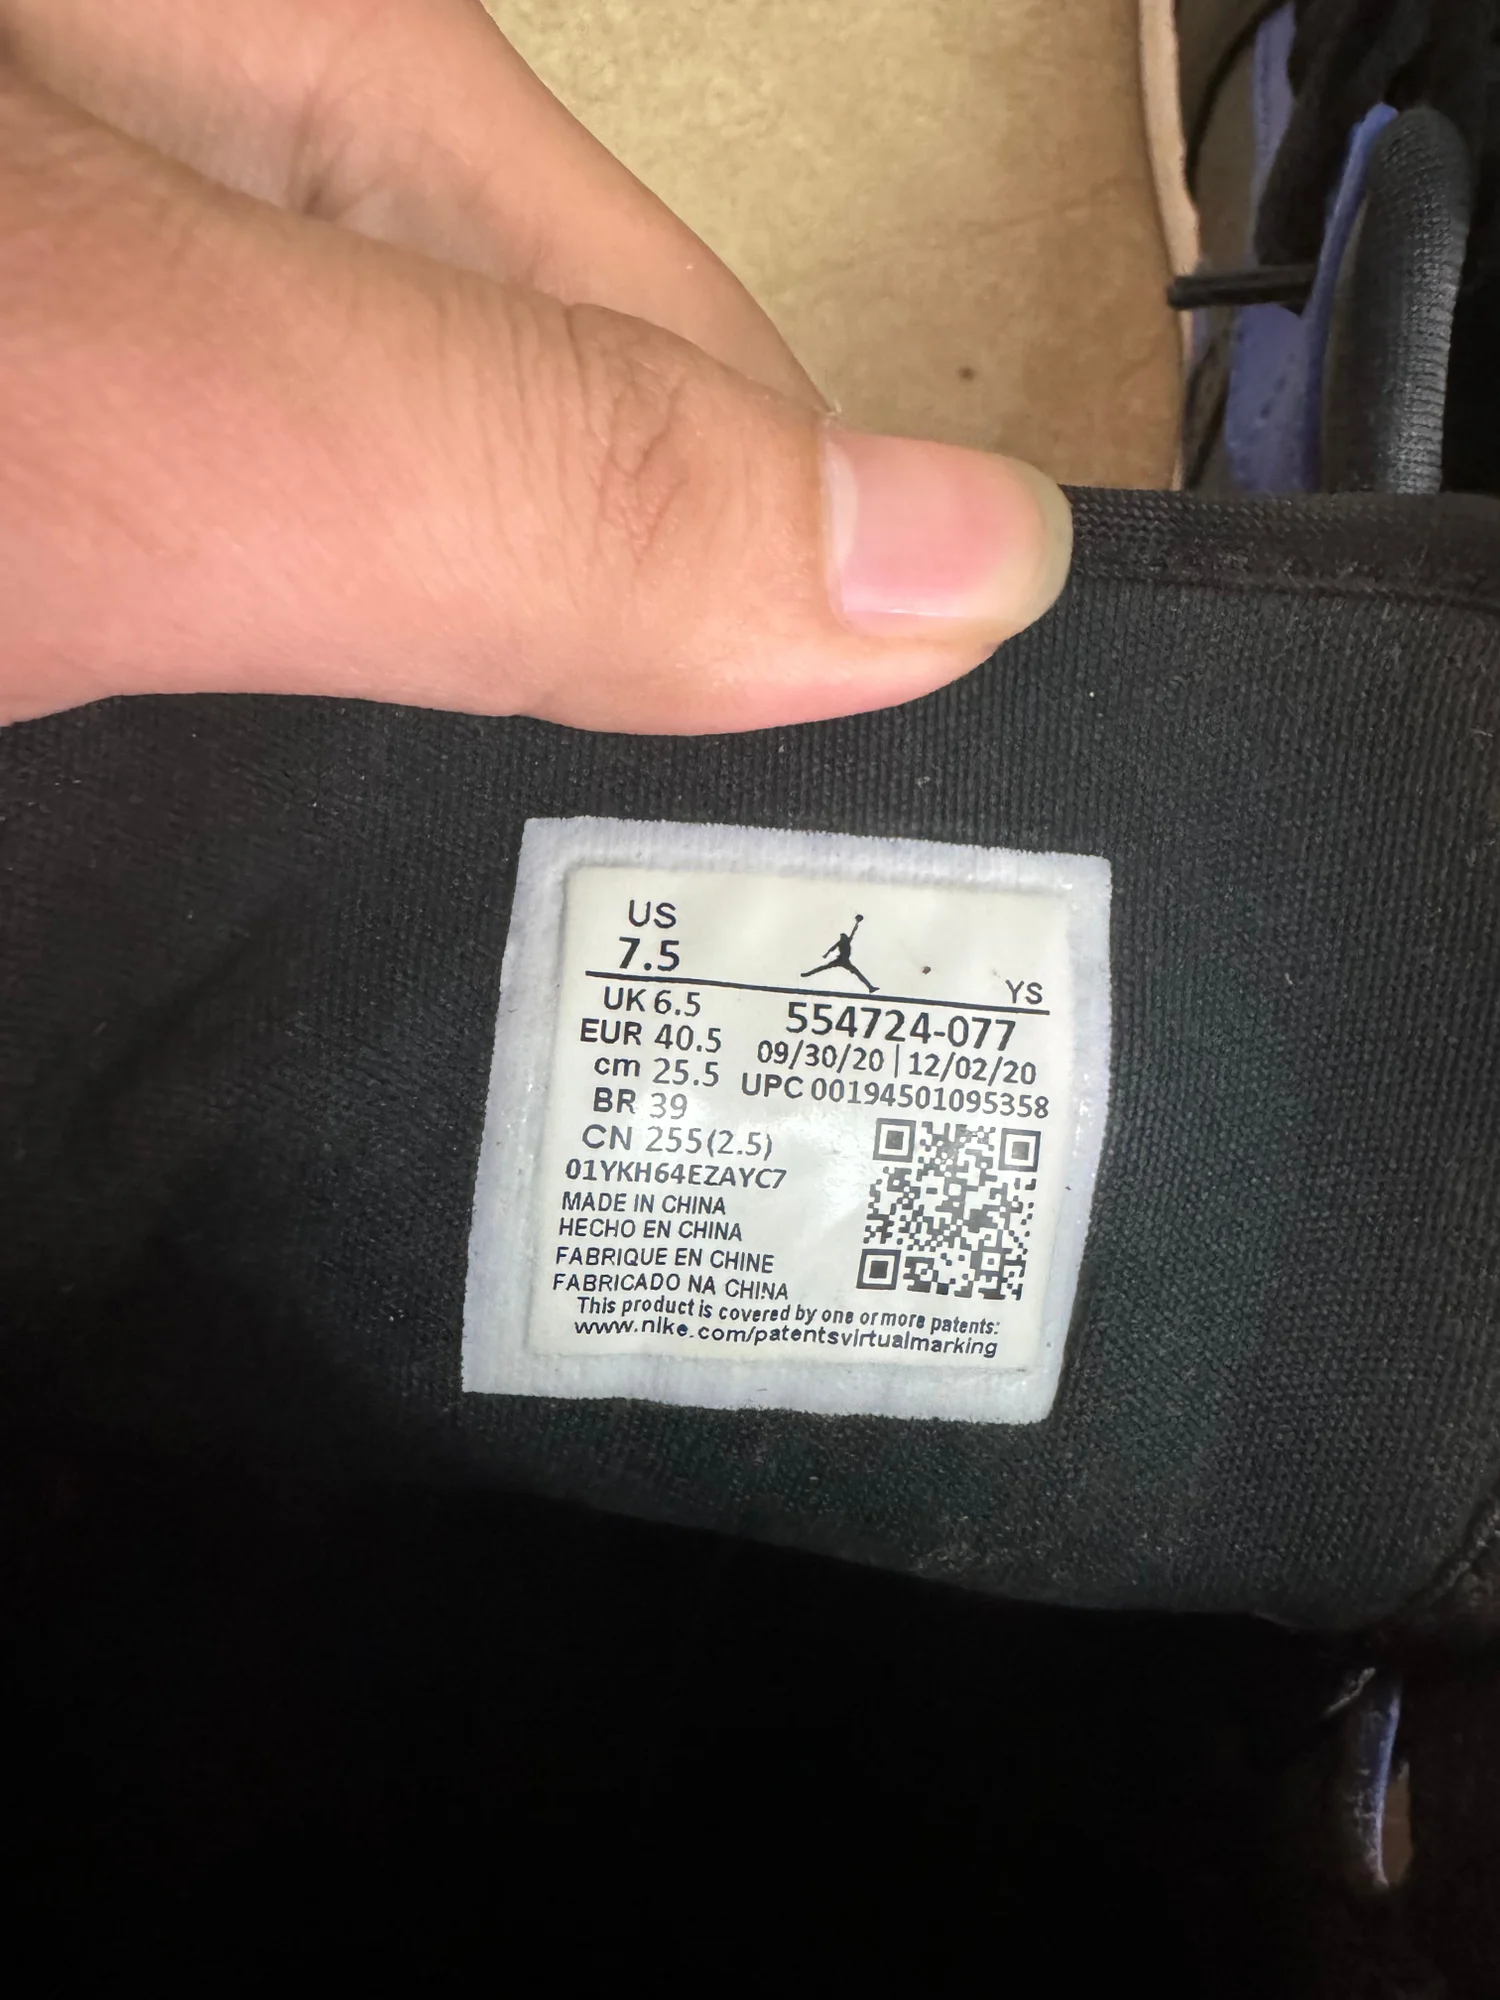 US
7.5
YS
UK 6.5
EUR 40.5
cm 25.5
BR 39
CN 255(2.5)
554724-077
09/30/20 | 12/02/20
UPC 00194501095358
01YKH64EZAYC7
MADE IN CHINA
HECHO EN CHINA
FABRIQUE EN CHINE
FABRICADO NA CHINA
This product is covered by one or more patents:
www.nike.com/patentsvirtualmarking